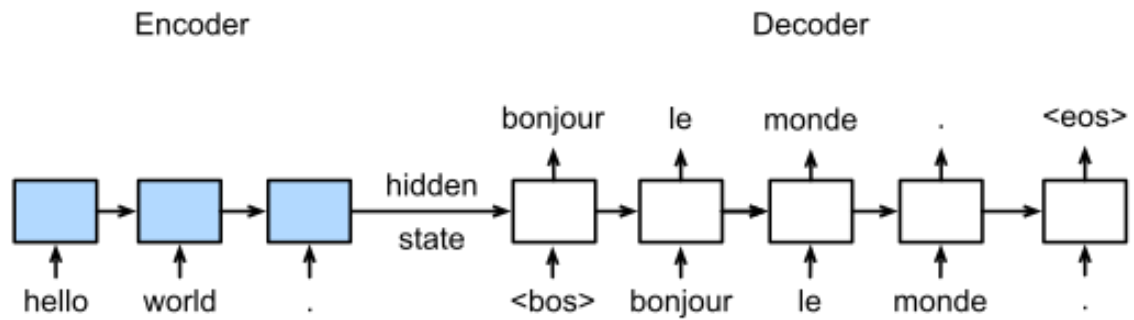 Encoder Decoder
bonjour le monde . <eos>
hidden
state
hello world . <bos> bonjour le monde .